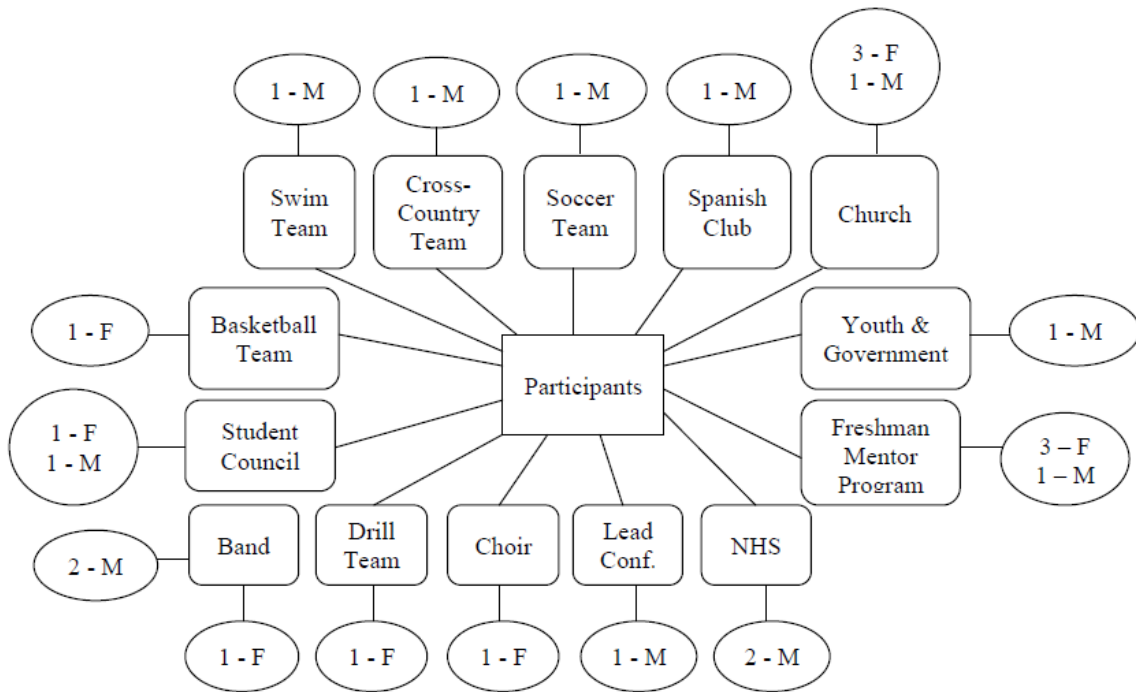 3 - F
1 - M
1 - M
1 - M
1 - M
1 - M
Swim
Team
Cross-
Country
Team
Soccer
Team
Spanish
Club
Church
1 - F
Basketball
Team
Youth &
Government
1 - M
Participants
1 - F
1 - M
Student
Council
Freshman
Mentor
Program
3 – F
1 – M
2 - M
Band
Drill
Team
Choir
Lead
Conf.
NHS
1 - F
1 - F
1 - F
1 - M
2 - M